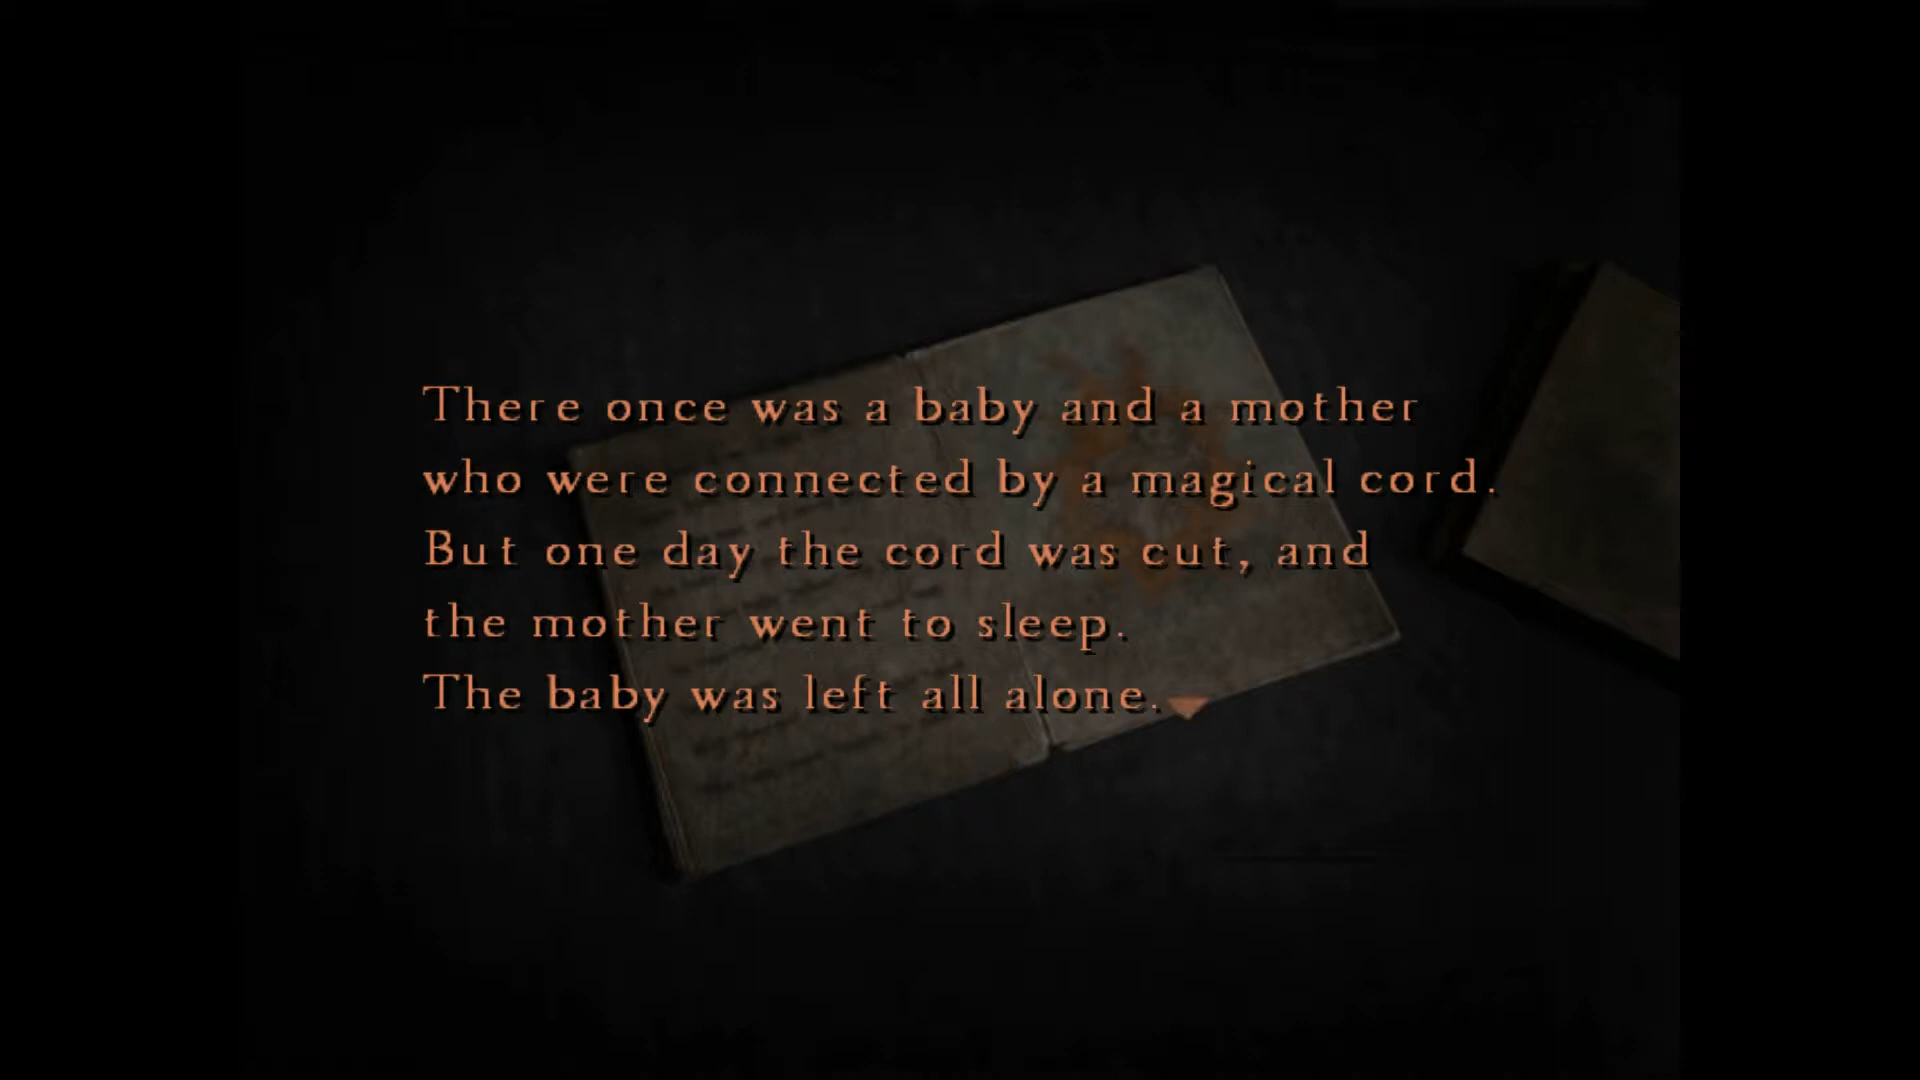 There once was a baby and a mother
who were connected by a magical cord.
But one day the cord was cut, and
the mother went to sleep.
The baby was left all alone.